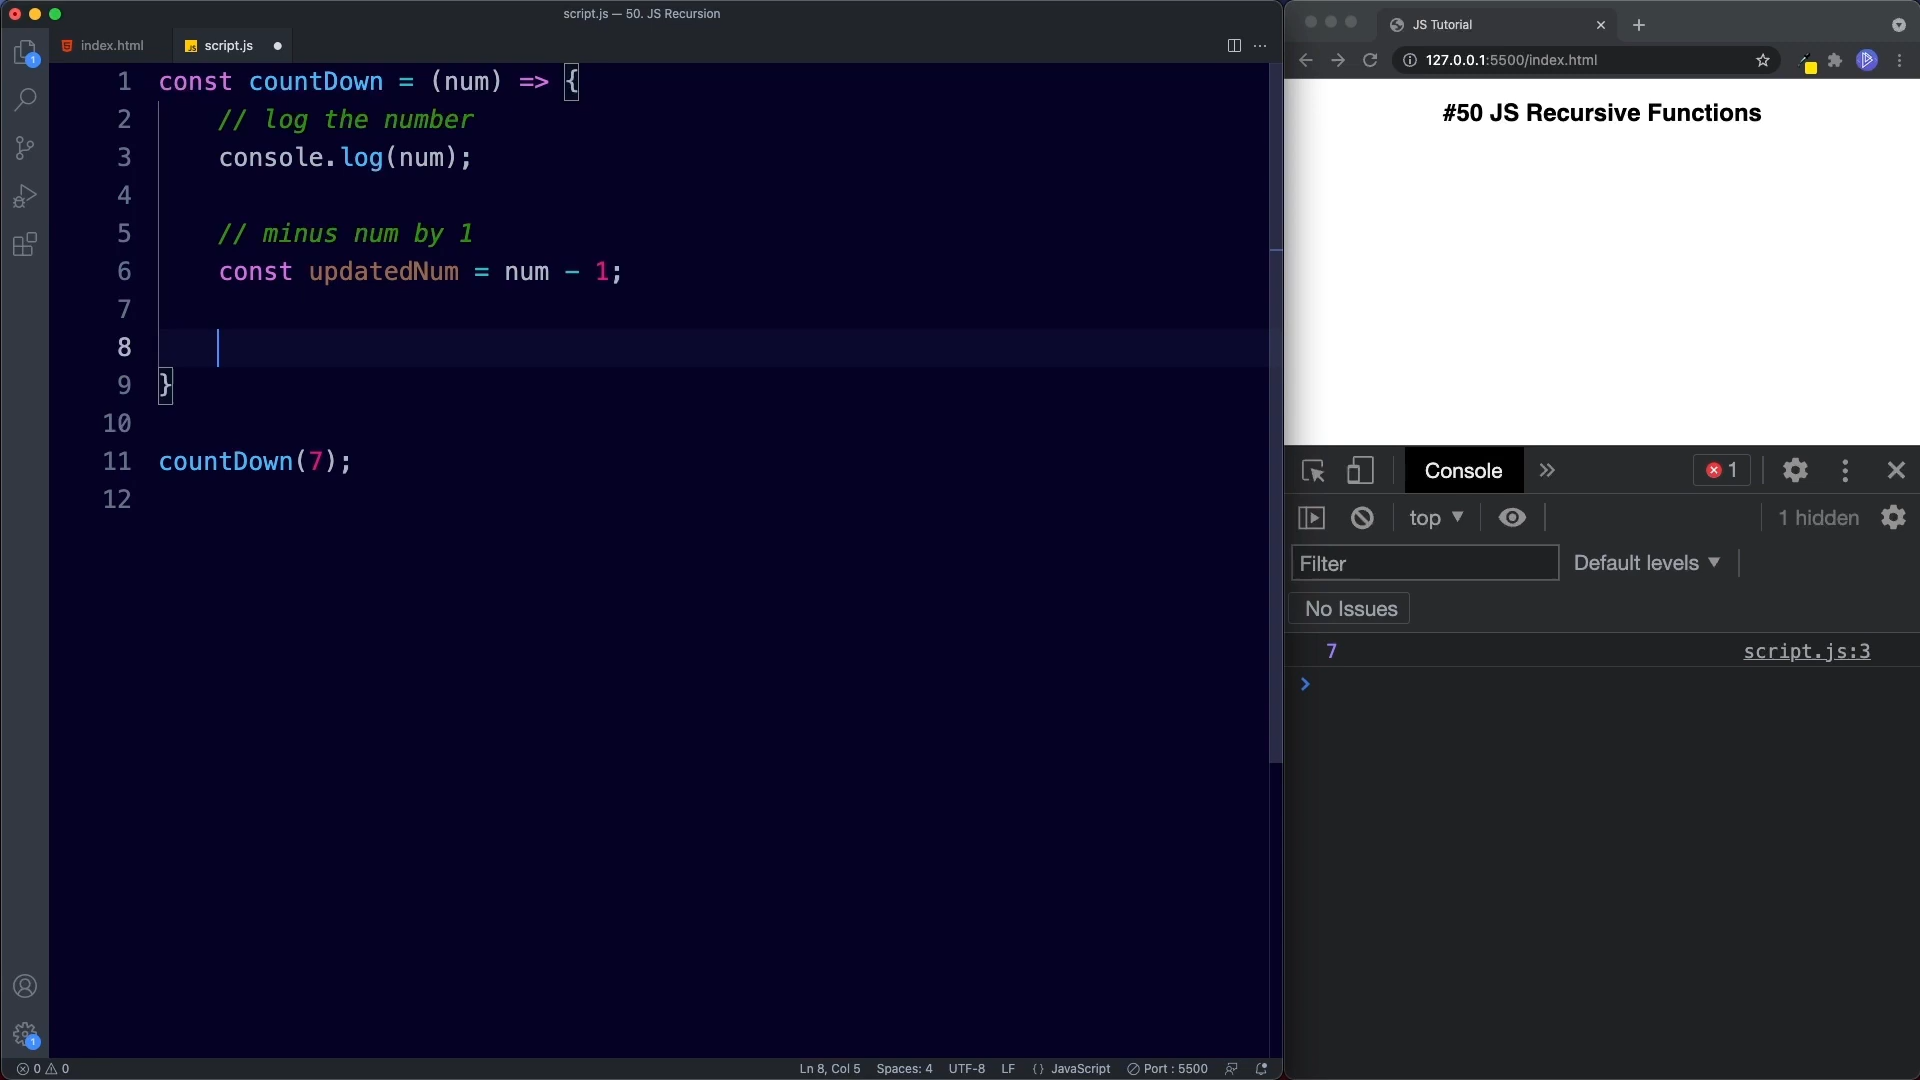 script.js — 50. JS Recursion
index.html
script.js
1 const countDown = (num) => {
2 // log the number
3 console.log(num);
4
5 // minus num by 1
6 const updatedNum = num - 1;
7
8
9 }
10
11 countDown(7);
12
1
1
0 0
Ln 8, Col 5 Spaces: 4 UTF-8 LF {} JavaScript Port : 5500
JS Tutorial
127.0.0.1:5500/index.html
#50 JS Recursive Functions
Console 1
top 1 hidden
Filter Default levels
No Issues
7 script.js:3